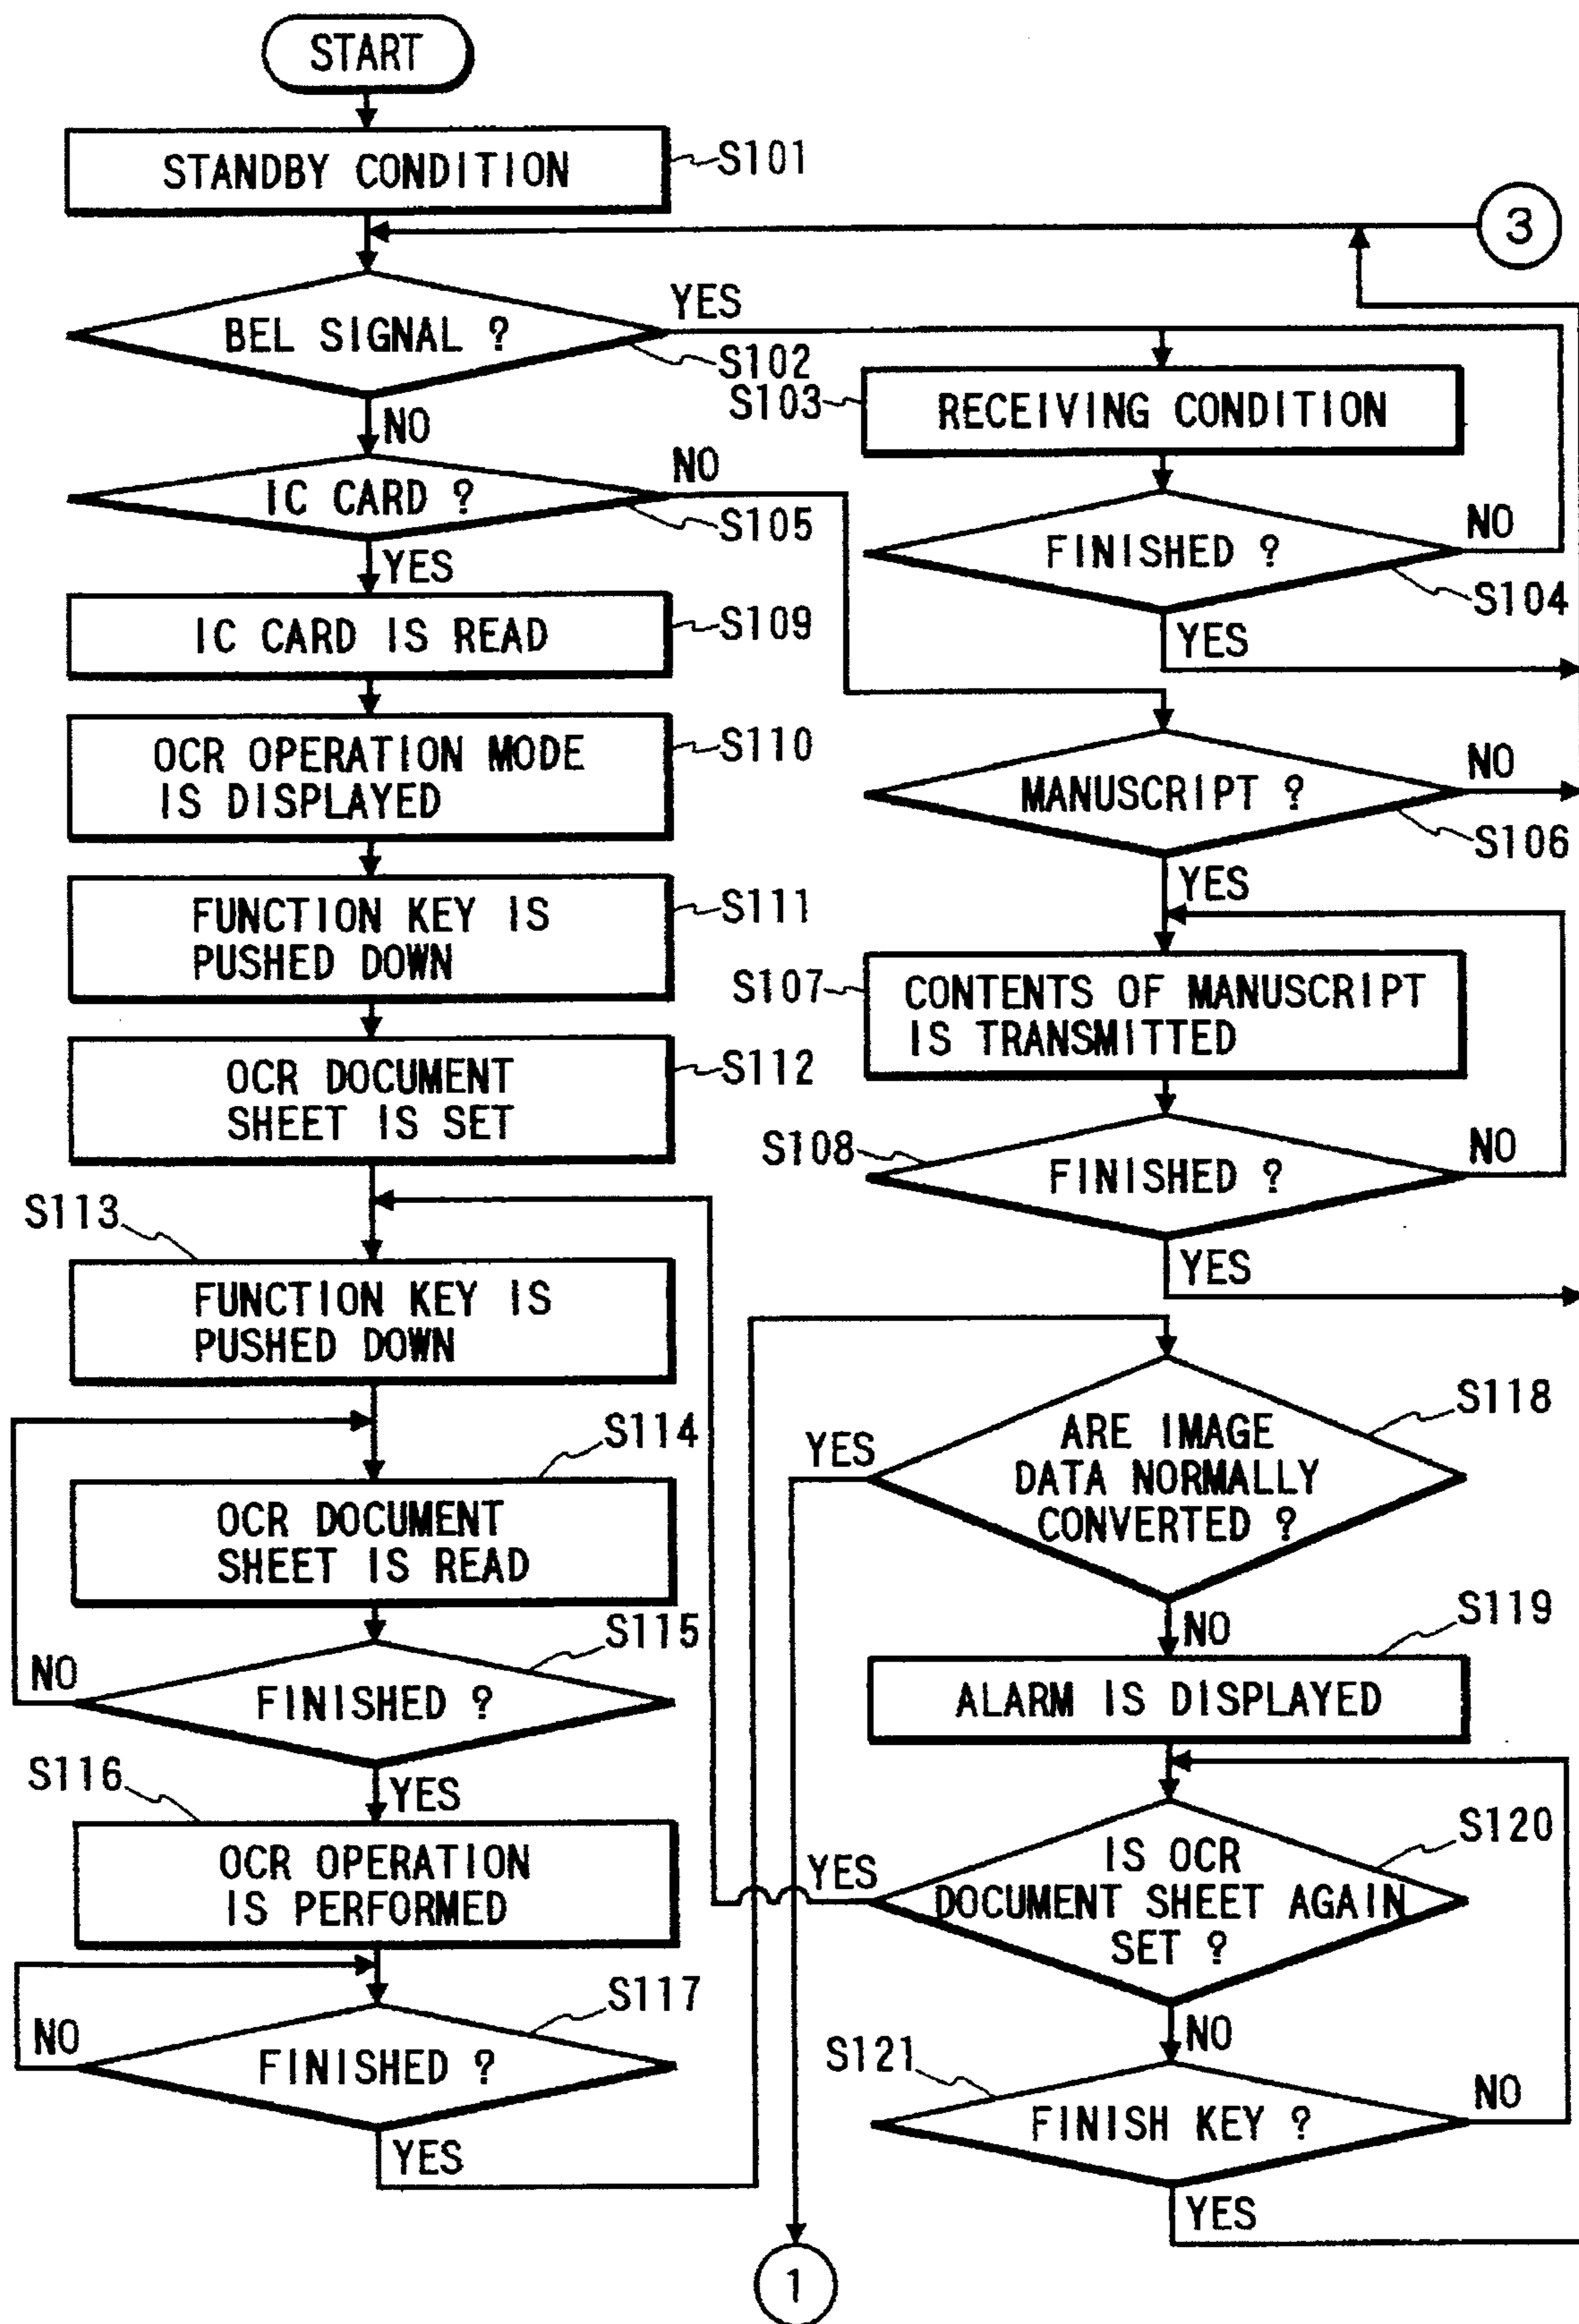 START
STANDBY CONDITION
S101
3
BEL SIGNAL ?
YES
S102
NO
S103
RECEIVING CONDITION
FINISHED ?
NO
S104
YES
IC CARD ?
NO
S105
YES
IC CARD IS READ
S109
OCR OPERATION MODE
IS DISPLAYED
S110
FUNCTION KEY IS
PUSHED DOWN
S111
OCR DOCUMENT
SHEET IS SET
S112
MANUSCRIPT ?
NO
S106
YES
S107
CONTENTS OF MANUSCRIPT
IS TRANSMITTED
S108
FINISHED ?
NO
YES
S113
FUNCTION KEY IS
PUSHED DOWN
S114
OCR DOCUMENT
SHEET IS READ
S115
NO
FINISHED ?
YES
S116
OCR OPERATION
IS PERFORMED
S117
NO
FINISHED ?
YES
S118
YES
ARE IMAGE
DATA NORMALLY
CONVERTED ?
NO
S119
ALARM IS DISPLAYED
S120
YES
IS OCR
DOCUMENT SHEET AGAIN
SET ?
NO
S121
FINISH KEY ?
NO
YES
1